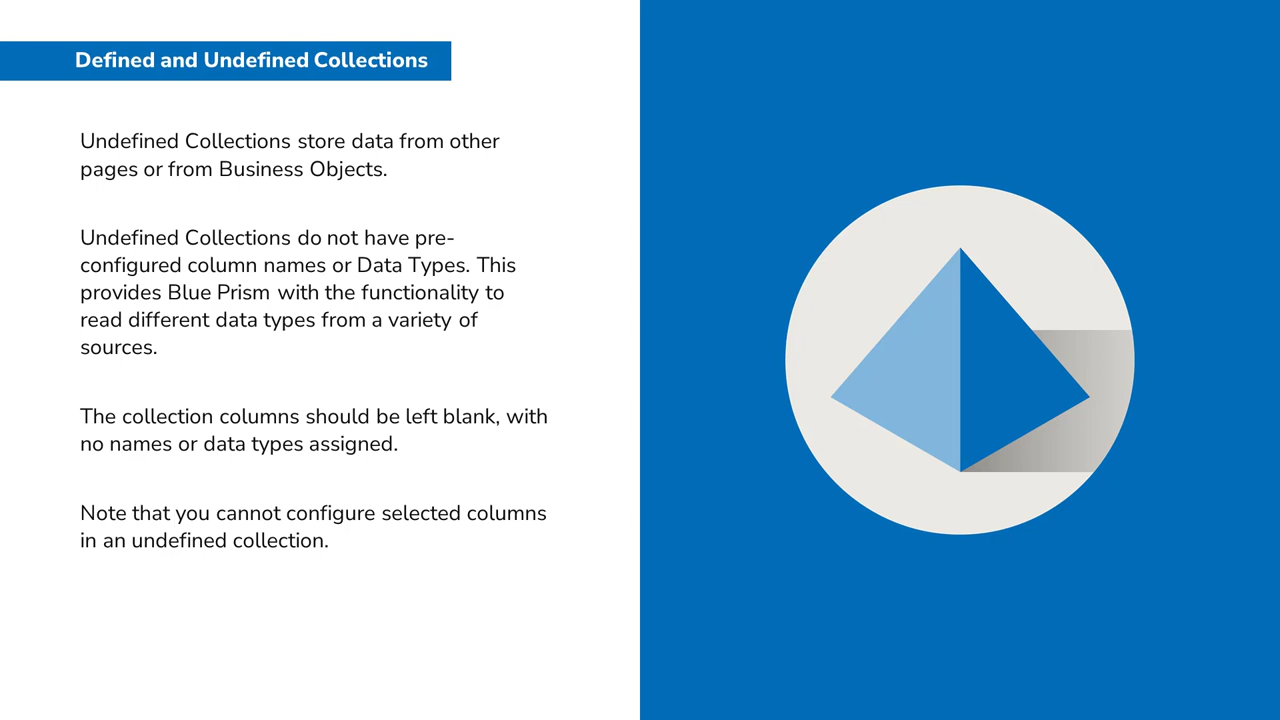 Defined and Undefined Collections
Undefined Collections store data from other
pages or from Business Objects.
Undefined Collections do not have pre-
configured column names or Data Types. This
provides Blue Prism with the functionality to
read different data types from a variety of
sources.
The collection columns should be left blank, with
no names or data types assigned.
Note that you cannot configure selected columns
in an undefined collection.